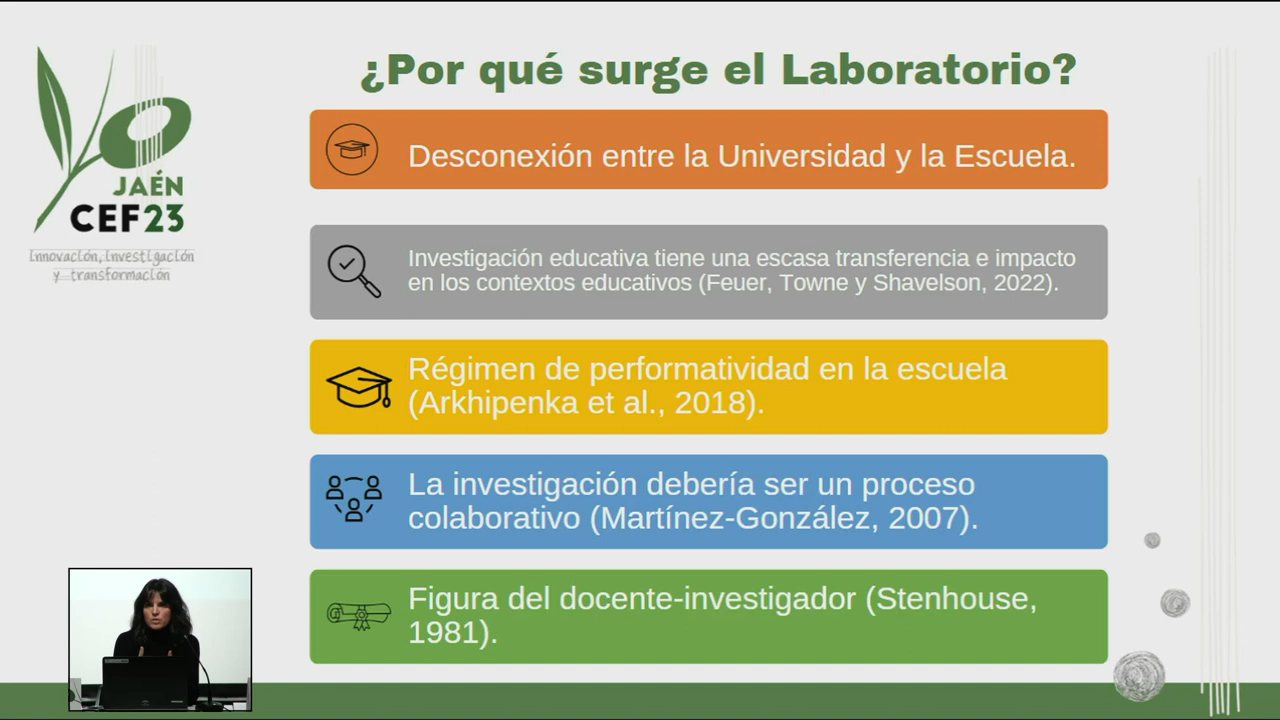 ¿Por qué surge el Laboratorio?
JAÉN
CEF23
Innovación, investigación
y transformación
Desconexión entre la Universidad y la Escuela.
Investigación educativa tiene una escasa transferencia e impacto
en los contextos educativos (Feuer, Towne y Shavelson, 2022).
Régimen de performatividad en la escuela
(Arkhipenka et al., 2018).
La investigación debería ser un proceso
colaborativo (Martínez-González, 2007).
Figura del docente-investigador (Stenhouse,
1981).